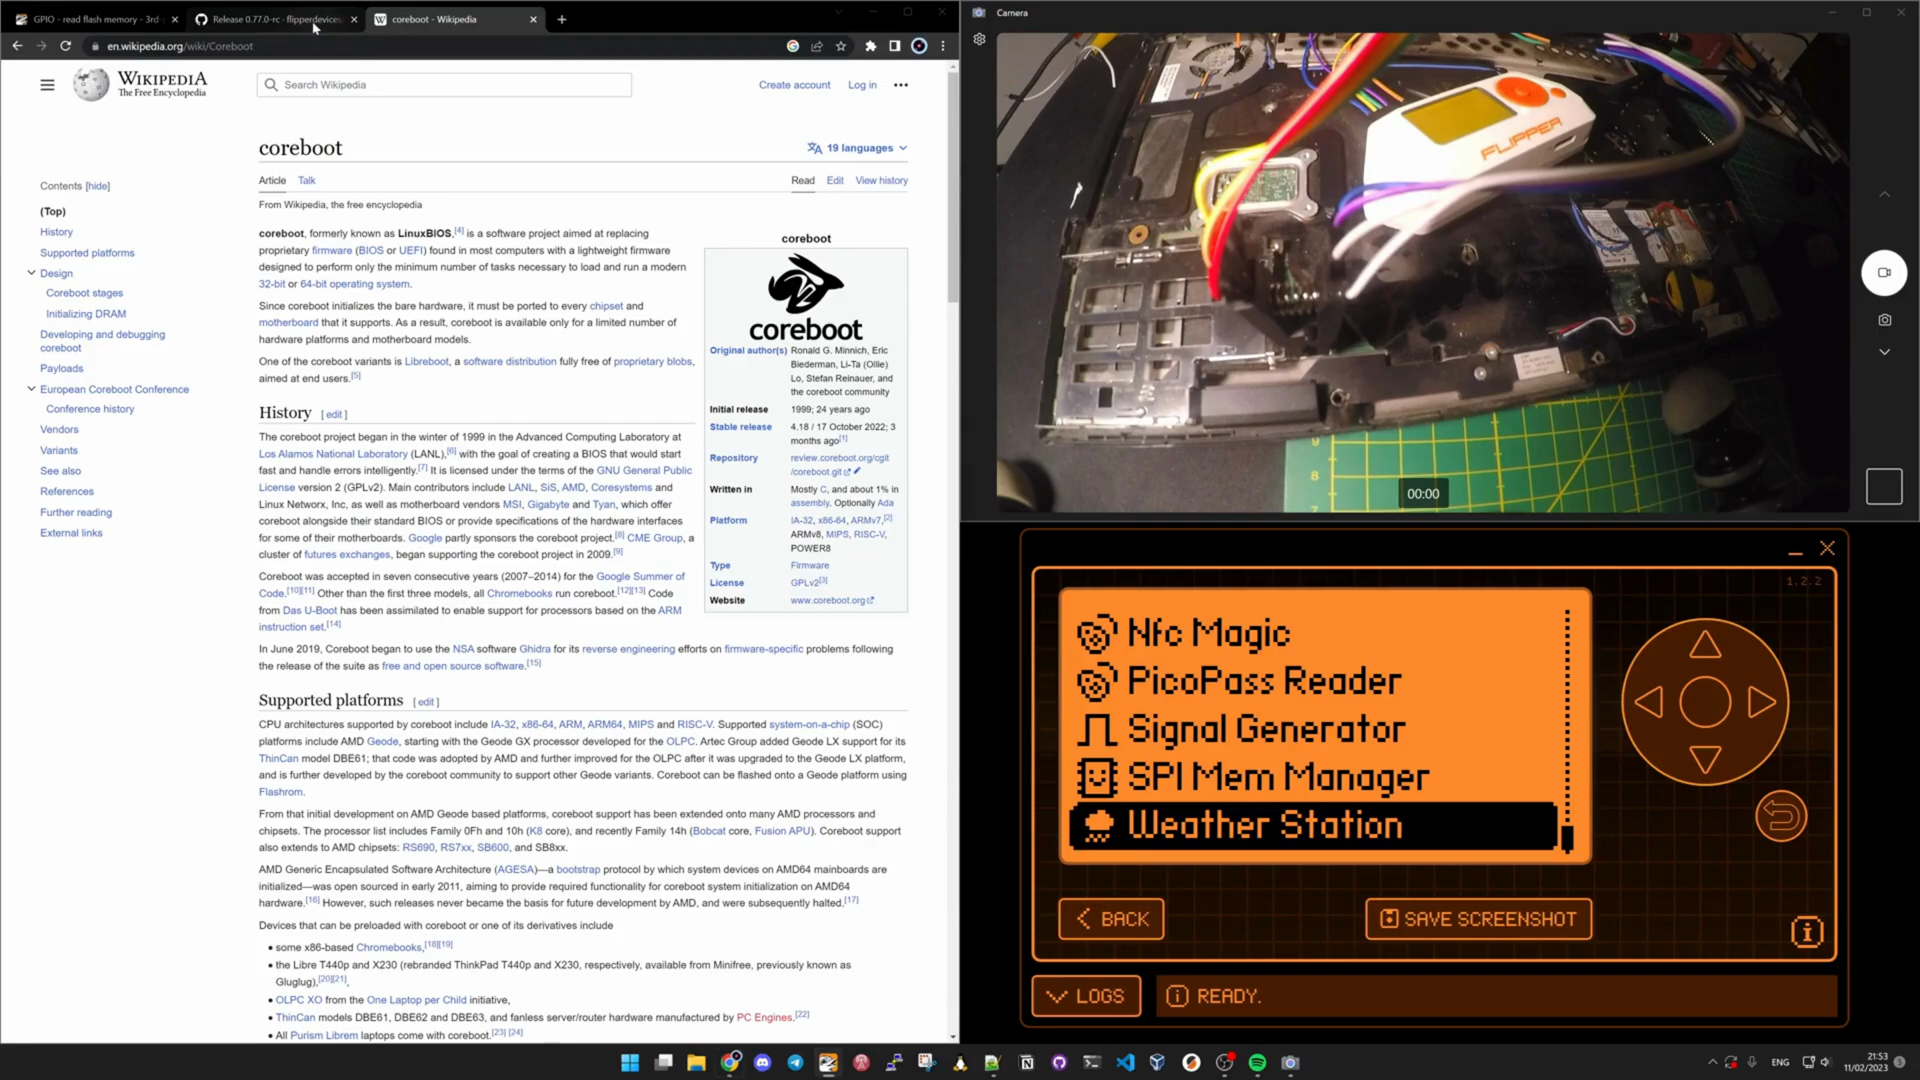 GPIO - read flash memory - 3rd
Release 0.77.0-rc · flipperdevices
coreboot - Wikipedia
en.wikipedia.org/wiki/Coreboot
WIKIPEDIA
The Free Encyclopedia
Search Wikipedia
Create account
Log in
coreboot
19 languages
Article
Talk
Read
Edit
View history
From Wikipedia, the free encyclopedia
Contents [hide]
(Top)
History
Supported platforms
Design
Coreboot stages
Initializing DRAM
Developing and debugging
coreboot
Payloads
European Coreboot Conference
Conference history
Vendors
Variants
See also
References
Further reading
External links
coreboot, formerly known as LinuxBIOS,[4] is a software project aimed at replacing
proprietary firmware (BIOS or UEFI) found in most computers with a lightweight firmware
designed to perform only the minimum number of tasks necessary to load and run a modern
32-bit or 64-bit operating system.
Since coreboot initializes the bare hardware, it must be ported to every chipset and
motherboard that it supports. As a result, coreboot is available only for a limited number of
hardware platforms and motherboard models.
One of the coreboot variants is Libreboot, a software distribution fully free of proprietary blobs,
aimed at end users.[5]
History [ edit ]
The coreboot project began in the winter of 1999 in the Advanced Computing Laboratory at
Los Alamos National Laboratory (LANL),[6] with the goal of creating a BIOS that would start
fast and handle errors intelligently.[7] It is licensed under the terms of the GNU General Public
License version 2 (GPLv2). Main contributors include LANL, SiS, AMD, Coresystems and
Linux Networx, Inc, as well as motherboard vendors MSI, Gigabyte and Tyan, which offer
coreboot alongside their standard BIOS or provide specifications of the hardware interfaces
for some of their motherboards. Google partly sponsors the coreboot project.[8] CME Group, a
cluster of futures exchanges, began supporting the coreboot project in 2009.[9]
Coreboot was accepted in seven consecutive years (2007–2014) for the Google Summer of
Code.[10][11] Other than the first three models, all Chromebooks run coreboot.[12][13] Code
from Das U-Boot has been assimilated to enable support for processors based on the ARM
instruction set.[14]
In June 2019, Coreboot began to use the NSA software Ghidra for its reverse engineering efforts on firmware-specific problems following
the release of the suite as free and open source software.[15]
coreboot
coreboot
Original author(s) Ronald G. Minnich, Eric
Biederman, Li-Ta (Ollie)
Lo, Stefan Reinauer, and
the coreboot community
Initial release 1999; 24 years ago
Stable release 4.18 / 17 October 2022; 3
months ago[1]
Repository review.coreboot.org/cgit
/coreboot.git
Written in Mostly C, and about 1% in
assembly. Optionally Ada
Platform IA-32, x86-64, ARMv7,[2]
ARMv8, MIPS, RISC-V,
POWER8
Type Firmware
License GPLv2[3]
Website www.coreboot.org
Supported platforms [ edit ]
CPU architectures supported by coreboot include IA-32, x86-64, ARM, ARM64, MIPS and RISC-V. Supported system-on-a-chip (SOC)
platforms include AMD Geode, starting with the Geode GX processor developed for the OLPC. Artec Group added Geode LX support for its
ThinCan model DBE61; that code was adopted by AMD and further improved for the OLPC after it was upgraded to the Geode LX platform,
and is further developed by the coreboot community to support other Geode variants. Coreboot can be flashed onto a Geode platform using
Flashrom.
From that initial development on AMD Geode based platforms, coreboot support has been extended onto many AMD processors and
chipsets. The processor list includes Family 0Fh and 10h (K8 core), and recently Family 14h (Bobcat core, Fusion APU). Coreboot support
also extends to AMD chipsets: RS690, RS7xx, SB600, and SB8xx.
AMD Generic Encapsulated Software Architecture (AGESA)—a bootstrap protocol by which system devices on AMD64 mainboards are
initialized—was open sourced in early 2011, aiming to provide required functionality for coreboot system initialization on AMD64
hardware.[16] However, such releases never became the basis for future development by AMD, and were subsequently halted.[17]
Devices that can be preloaded with coreboot or one of its derivatives include
• some x86-based Chromebooks,[18][19]
• the Libre T440p and X230 (rebranded ThinkPad T440p and X230, respectively, available from Minifree, previously known as
Gluglug),[20][21],
• OLPC XO from the One Laptop per Child initiative,
• ThinCan models DBE61, DBE62 and DBE63, and fanless server/router hardware manufactured by PC Engines.[22]
• All Purism Librem laptops come with coreboot.[23] [24]
Camera
FLIPPER
9
8
00:00
1.2.2
Nfc Magic
PicoPass Reader
Signal Generator
SPI Mem Manager
Weather Station
BACK
SAVE SCREENSHOT
LOGS
READY.
ENG
21:53
11/02/2023